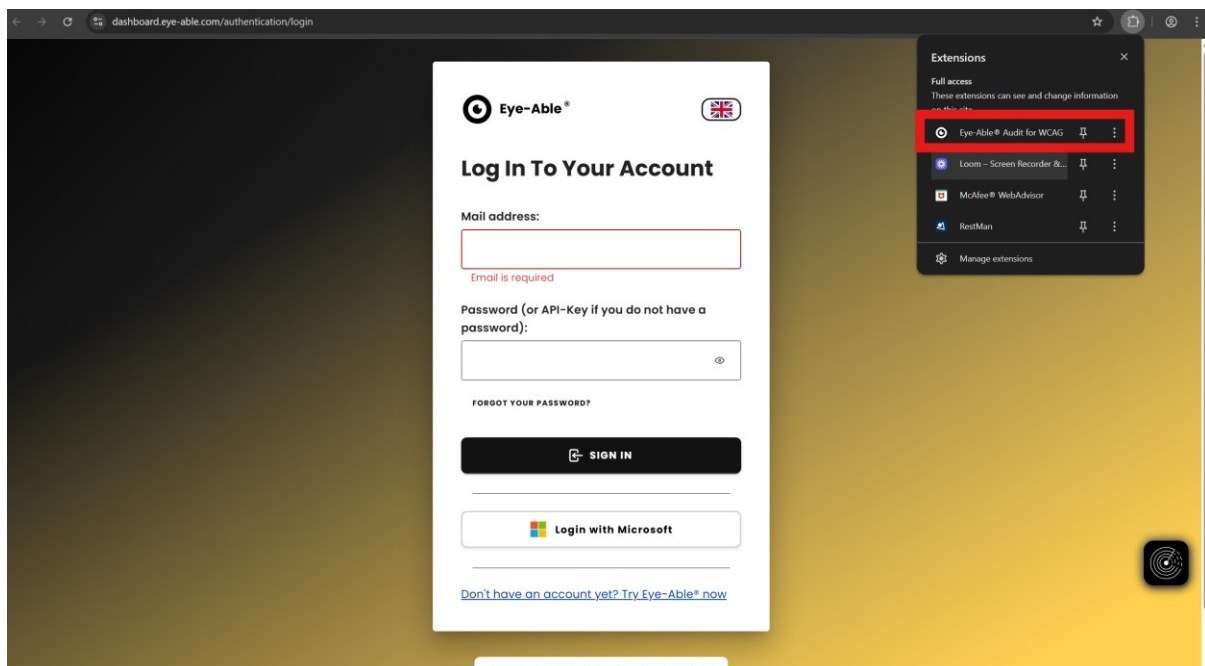 dashboard.eye-able.com/authentication/login
Eye-Able®
Log In To Your Account
Mail address:
Email is required
Password (or API-Key if you do not have a
password):
FORGOT YOUR PASSWORD?
SIGN IN
Login with Microsoft
Don't have an account yet? Try Eye-Able® now
Extensions
Full access
These extensions can see and change information
on this site
Eye-Able® Audit for WCAG
Loom – Screen Recorder &...
McAfee® WebAdvisor
RestMan
Manage extensions